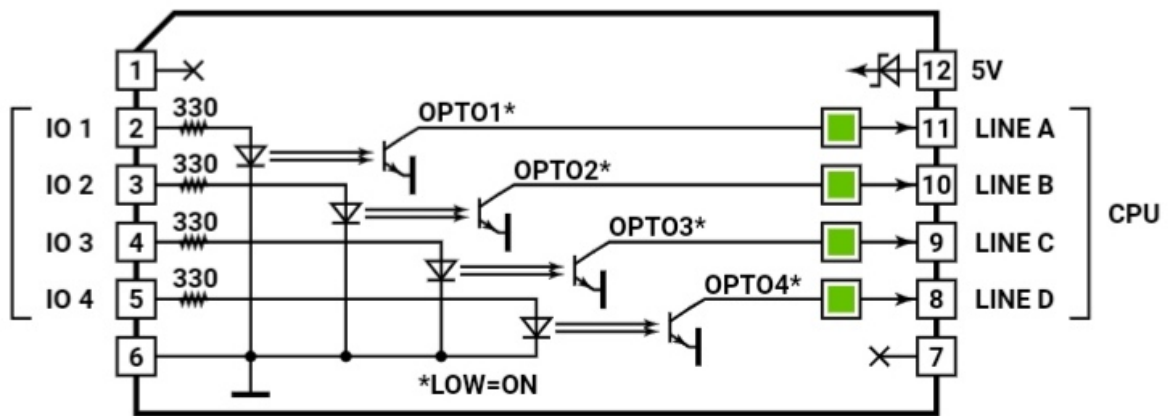 1
12
5V
330
OPTO1*
IO 1
2
11
LINE A
330
OPTO2*
IO 2
3
10
LINE B
330
OPTO3*
CPU
IO 3
4
9
LINE C
330
OPTO4*
IO 4
5
8
LINE D
6
7
*LOW=ON